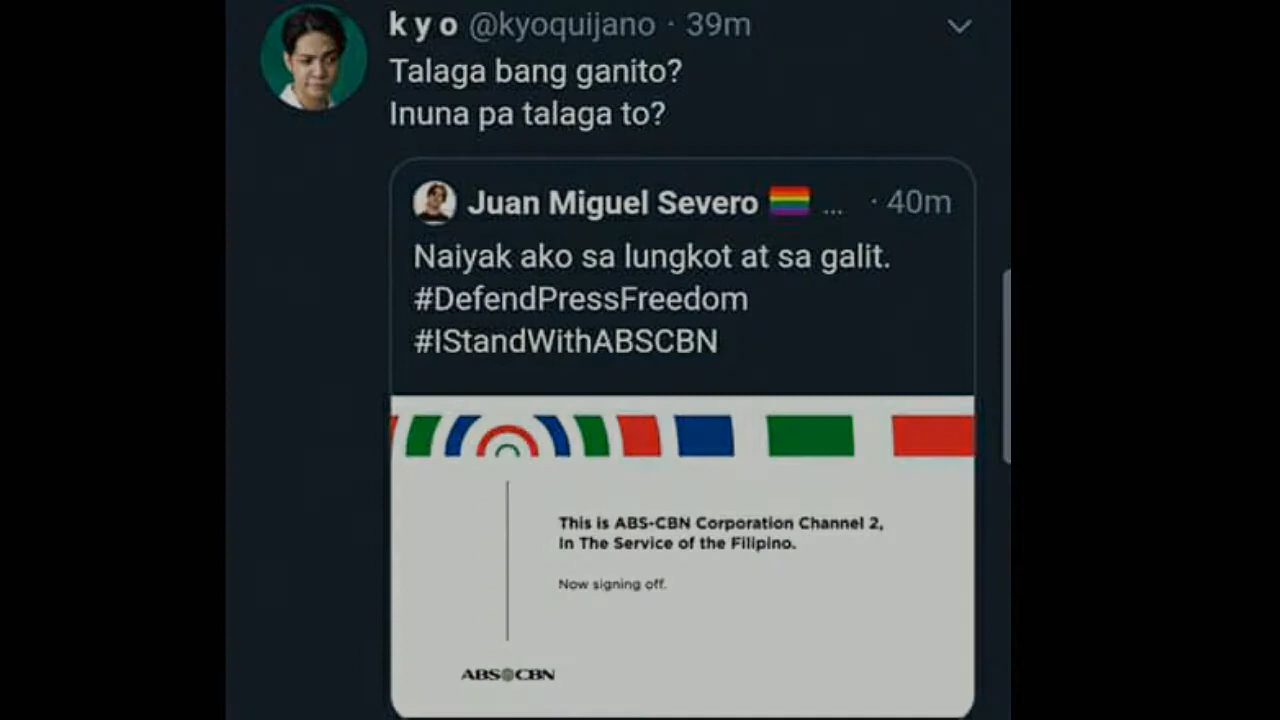 k y o @kyoquijano · 39m
Talaga bang ganito?
Inuna pa talaga to?
Juan Miguel Severo 🏳️‍🌈 ... · 40m
Naiyak ako sa lungkot at sa galit.
#DefendPressFreedom
#IStandWithABSCBN
This is ABS-CBN Corporation Channel 2,
In The Service of the Filipino.
Now signing off.
ABS-CBN